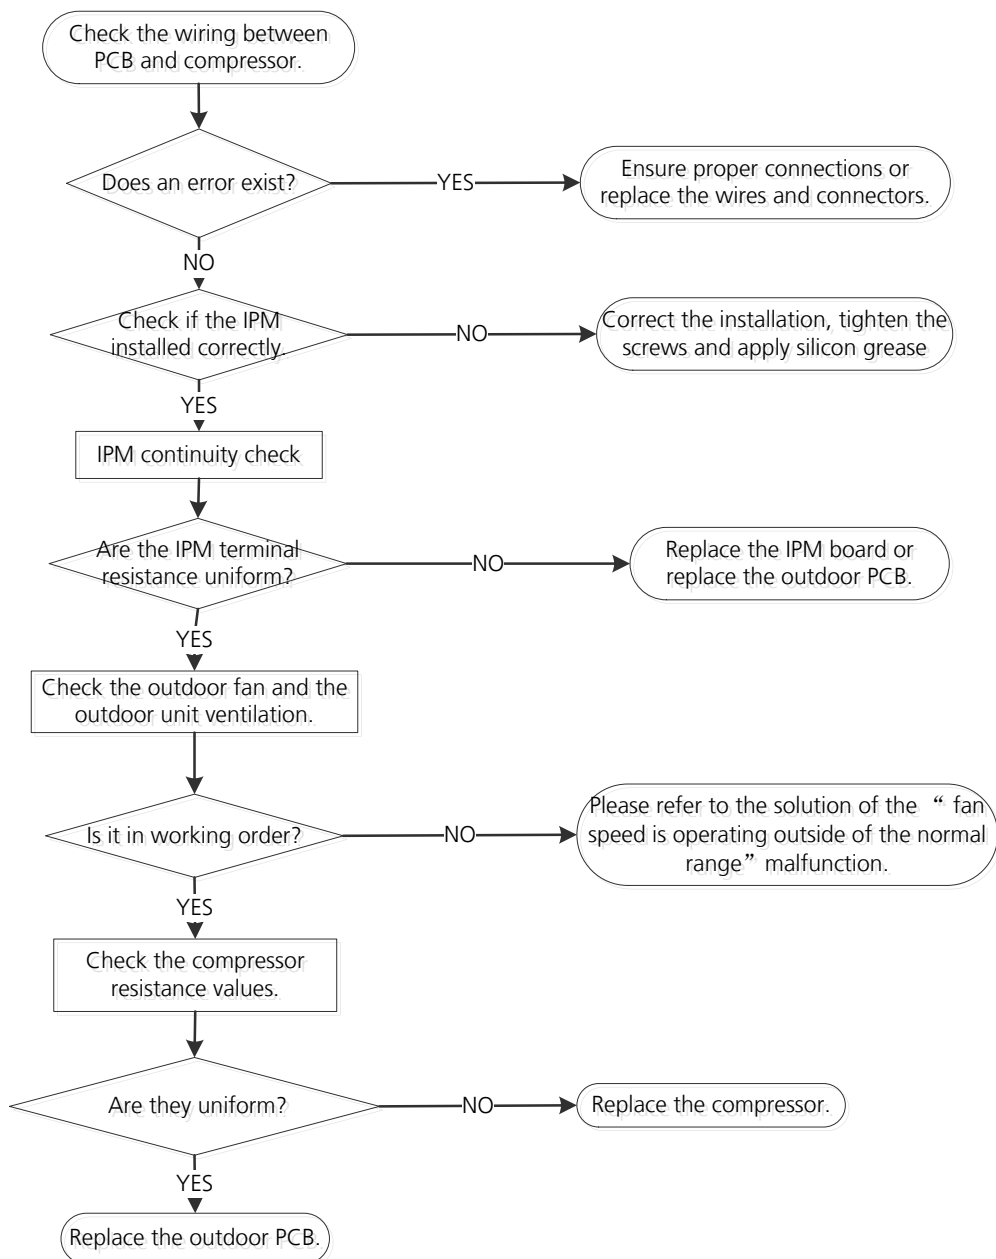 Check the wiring between
PCB and compressor.
Does an error exist?
YES
Ensure proper connections or
replace the wires and connectors.
NO
Check if the IPM
installed correctly.
NO
Correct the installation, tighten the
screws and apply silicon grease
YES
IPM continuity check
Are the IPM terminal
resistance uniform?
NO
Replace the IPM board or
replace the outdoor PCB.
YES
Check the outdoor fan and the
outdoor unit ventilation.
Is it in working order?
NO
Please refer to the solution of the “ fan
speed is operating outside of the normal
range” malfunction.
YES
Check the compressor
resistance values.
Are they uniform?
NO
Replace the compressor.
YES
Replace the outdoor PCB.